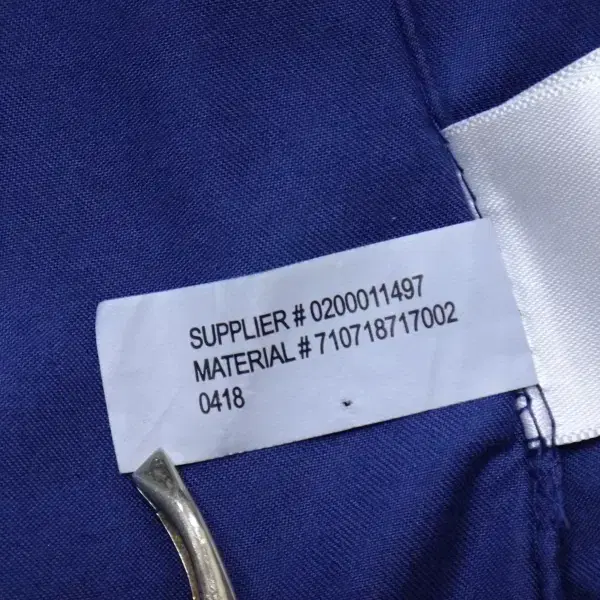 SUPPLIER # 0200011497
MATERIAL # 710718717002
0418